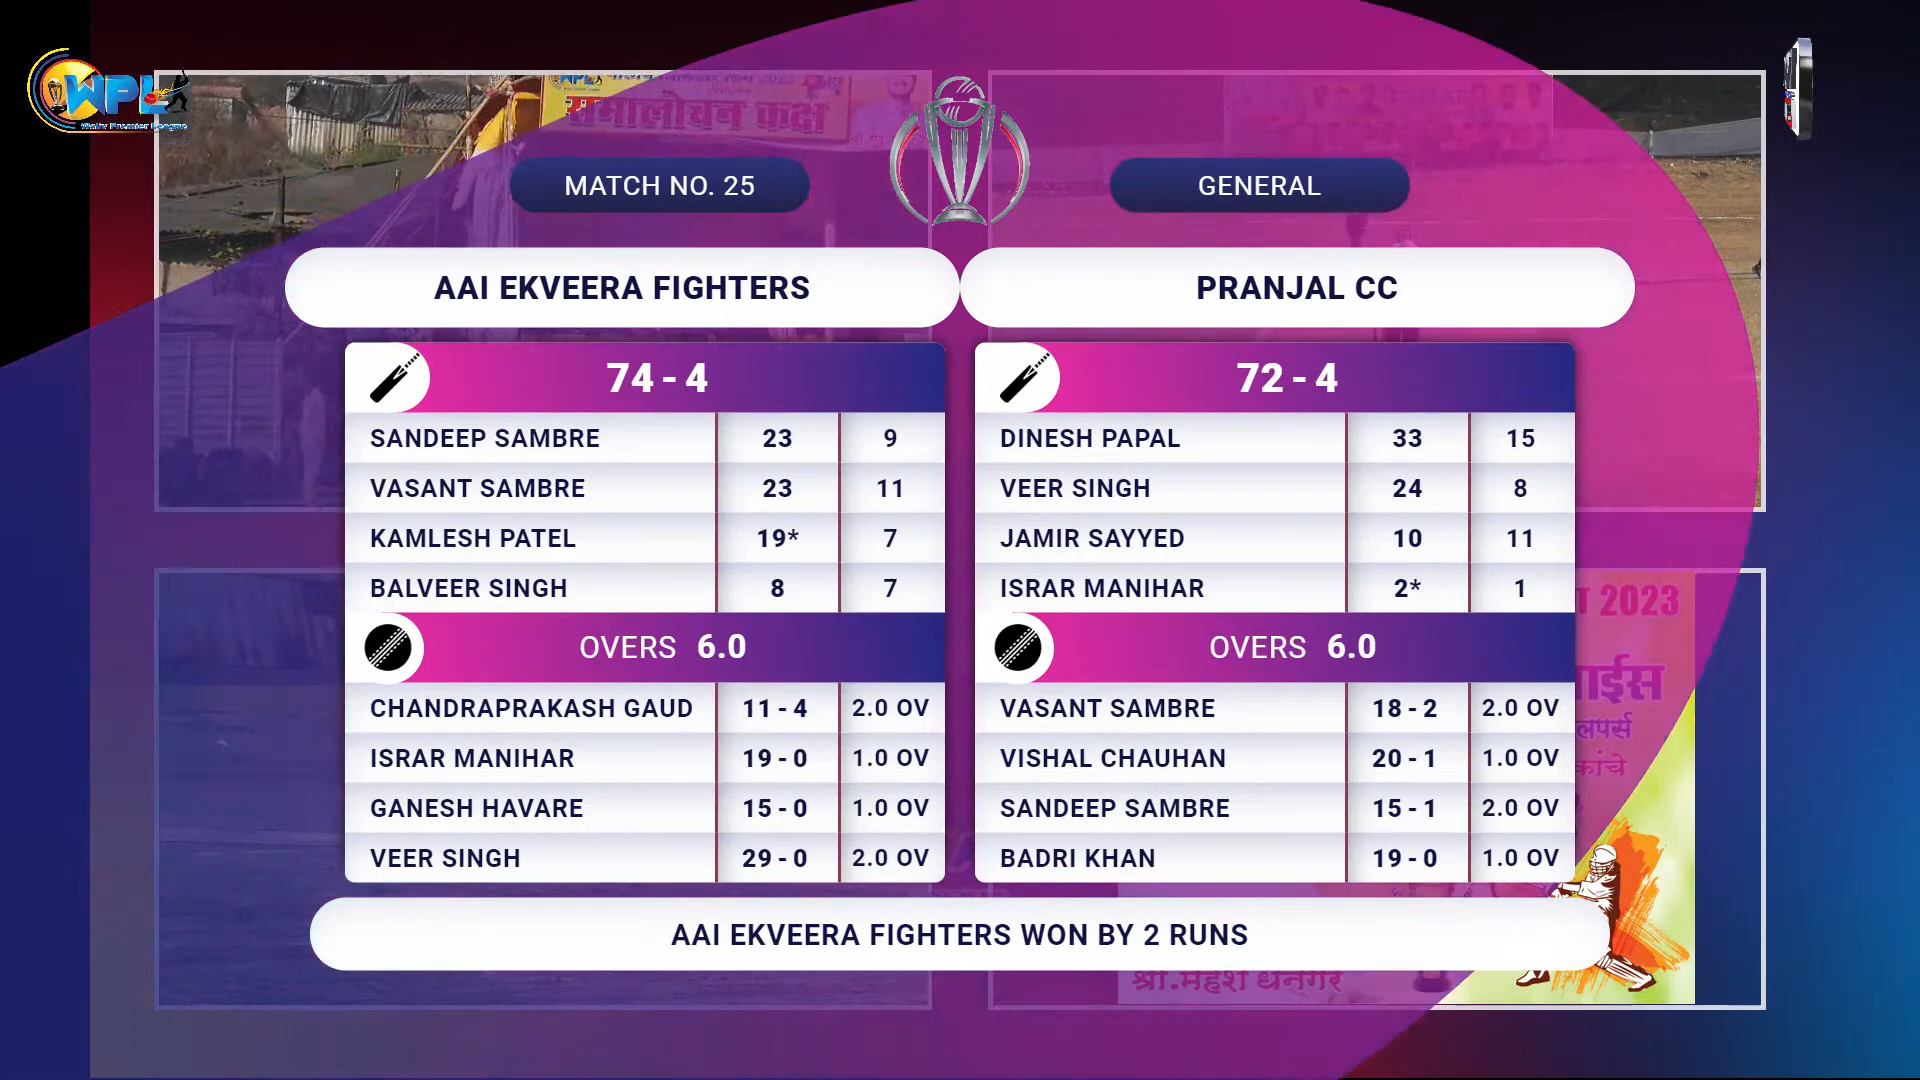 WPL
समालोचन कक्ष
MATCH NO. 25
GENERAL
AAI EKVEERA FIGHTERS
PRANJAL CC
74 - 4
SANDEEP SAMBRE 23 9
VASANT SAMBRE 23 11
KAMLESH PATEL 19* 7
BALVEER SINGH 8 7
OVERS 6.0
CHANDRAPRAKASH GAUD 11 - 4 2.0 OV
ISRAR MANIHAR 19 - 0 1.0 OV
GANESH HAVARE 15 - 0 1.0 OV
VEER SINGH 29 - 0 2.0 OV
72 - 4
DINESH PAPAL 33 15
VEER SINGH 24 8
JAMIR SAYYED 10 11
ISRAR MANIHAR 2* 1
OVERS 6.0
VASANT SAMBRE 18 - 2 2.0 OV
VISHAL CHAUHAN 20 - 1 1.0 OV
SANDEEP SAMBRE 15 - 1 2.0 OV
BADRI KHAN 19 - 0 1.0 OV
2023
AAI EKVEERA FIGHTERS WON BY 2 RUNS
श्री.महेश धनगर